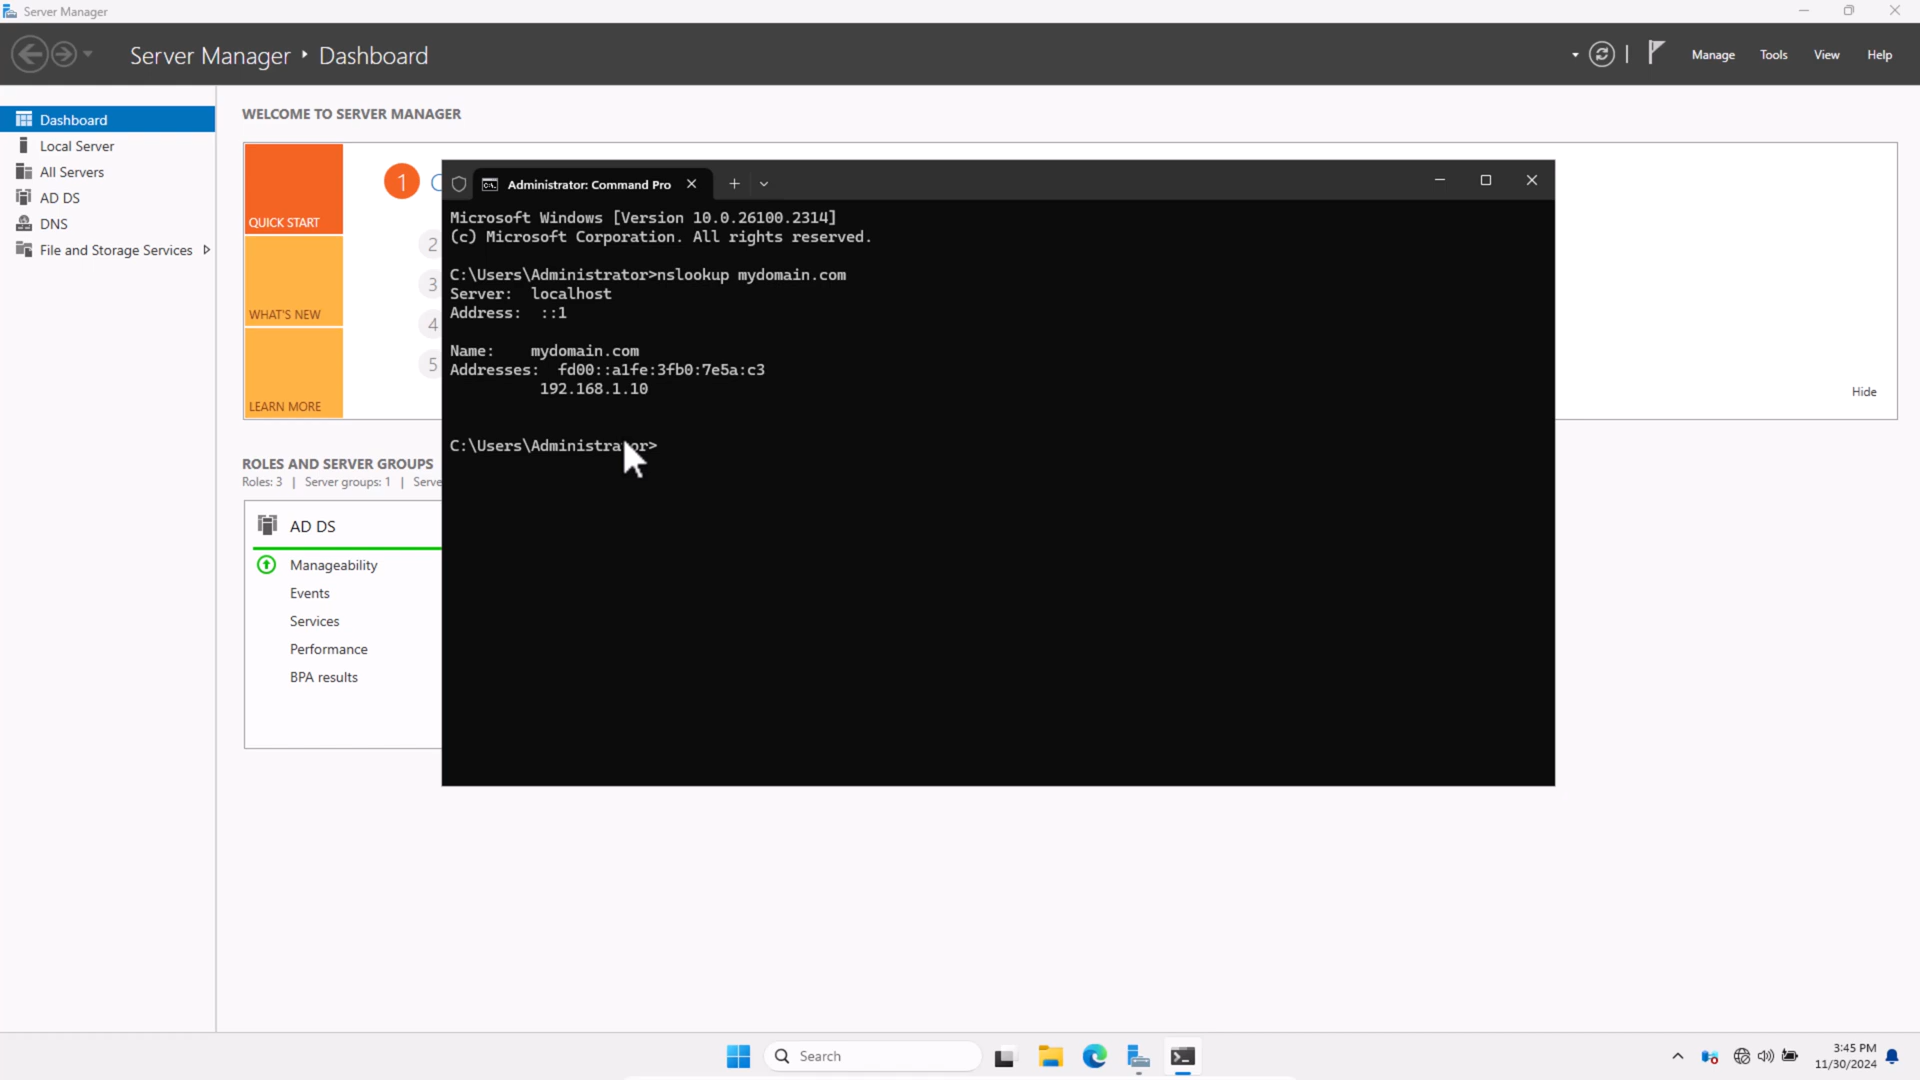 Server Manager
Server Manager ‣ Dashboard
Manage Tools View Help
Dashboard
Local Server
All Servers
AD DS
DNS
File and Storage Services
WELCOME TO SERVER MANAGER
QUICK START
WHAT'S NEW
LEARN MORE
1
2
3
4
5
Hide
ROLES AND SERVER GROUPS
Roles: 3 | Server groups: 1 |
AD DS
Manageability
Events
Services
Performance
BPA results
Administrator: Command Pro
Microsoft Windows [Version 10.0.26100.2314]
(c) Microsoft Corporation. All rights reserved.
C:\Users\Administrator>nslookup mydomain.com
Server: localhost
Address: ::1
Name: mydomain.com
Addresses: fd00::a1fe:3fb0:7e5a:c3
192.168.1.10
C:\Users\Administrator>
Search
3:45 PM
11/30/2024